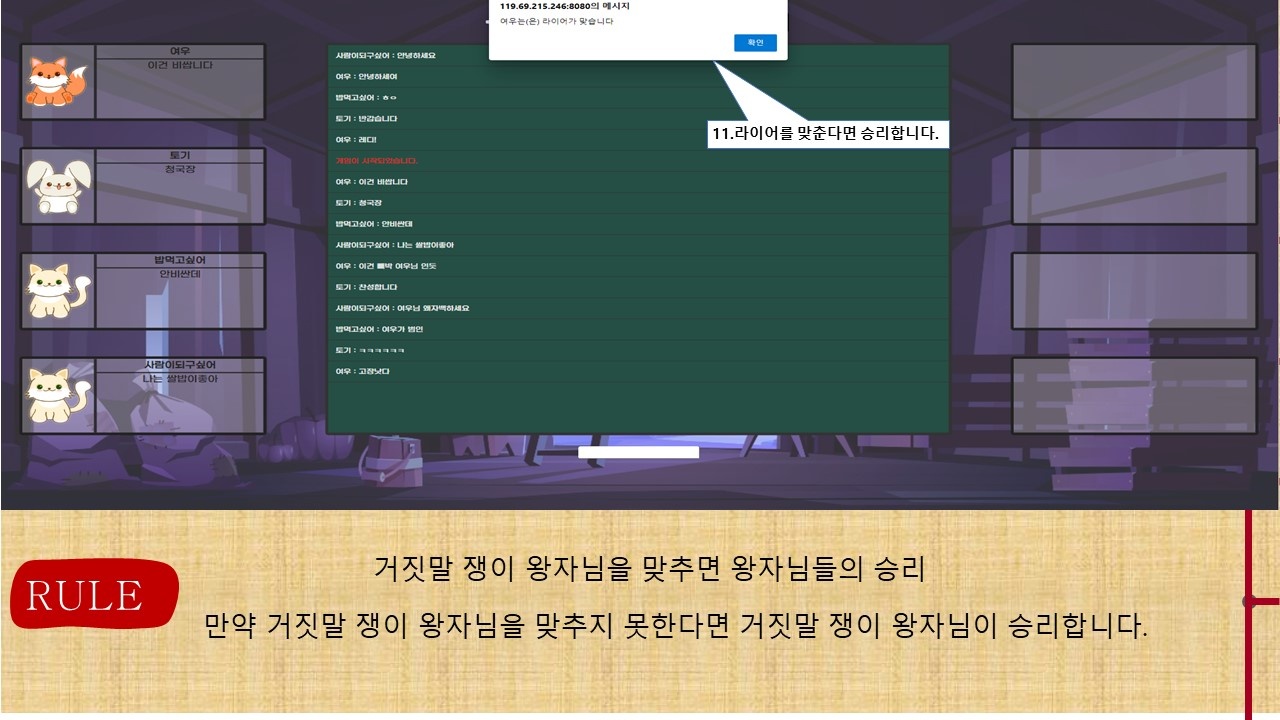 119.69.215.246:8080의 메시지
여우는(은) 라이어가 맞습니다
확인
11.라이어를 맞춘다면 승리합니다.
여우
이건 비쌉니다
토기
청국장
밥먹고싶어
안비싼데
사람이되구싶어
나는 쌀밥이좋아
사람이되구싶어 : 안녕하세요
여우 : 안녕하세여
밥먹고싶어 : ㅎㅇ
토기 : 반갑습니다
여우 : 레디!
게임이 시작되었습니다.
여우 : 이건 비쌉니다
토기 : 청국장
밥먹고싶어 : 안비싼데
사람이되구싶어 : 나는 쌀밥이좋아
여우 : 이건 빼박 여우님 인듯
토기 : 찬성합니다
사람이되구싶어 : 여우님 왜자백하세요
밥먹고싶어 : 여우가 범인
토기 : ㅋㅋㅋㅋㅋㅋ
여우 : 고장낫다
RULE
거짓말 쟁이 왕자님을 맞추면 왕자님들의 승리
만약 거짓말 쟁이 왕자님을 맞추지 못한다면 거짓말 쟁이 왕자님이 승리합니다.